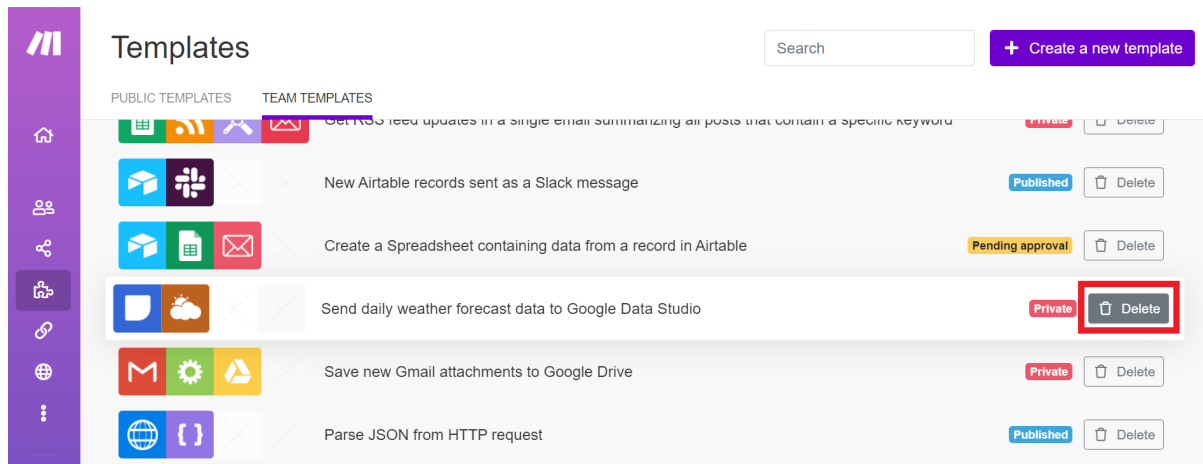 Templates
Search
+ Create a new template
PUBLIC TEMPLATES TEAM TEMPLATES
Get RSS feed updates in a single email summarizing all posts that contain a specific keyword Private Delete
New Airtable records sent as a Slack message Published Delete
Create a Spreadsheet containing data from a record in Airtable Pending approval Delete
Send daily weather forecast data to Google Data Studio Private Delete
Save new Gmail attachments to Google Drive Private Delete
Parse JSON from HTTP request Published Delete